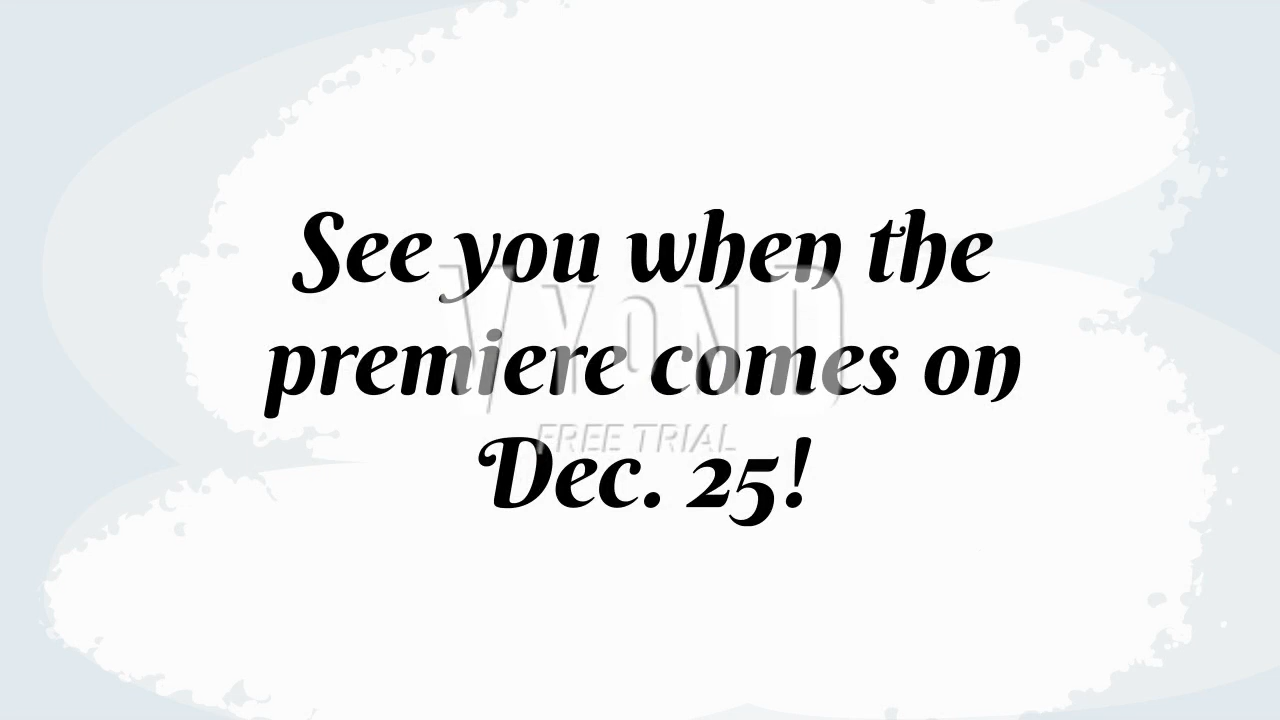 See you when the
premiere comes on
Dec. 25!
VYOND
FREE TRIAL